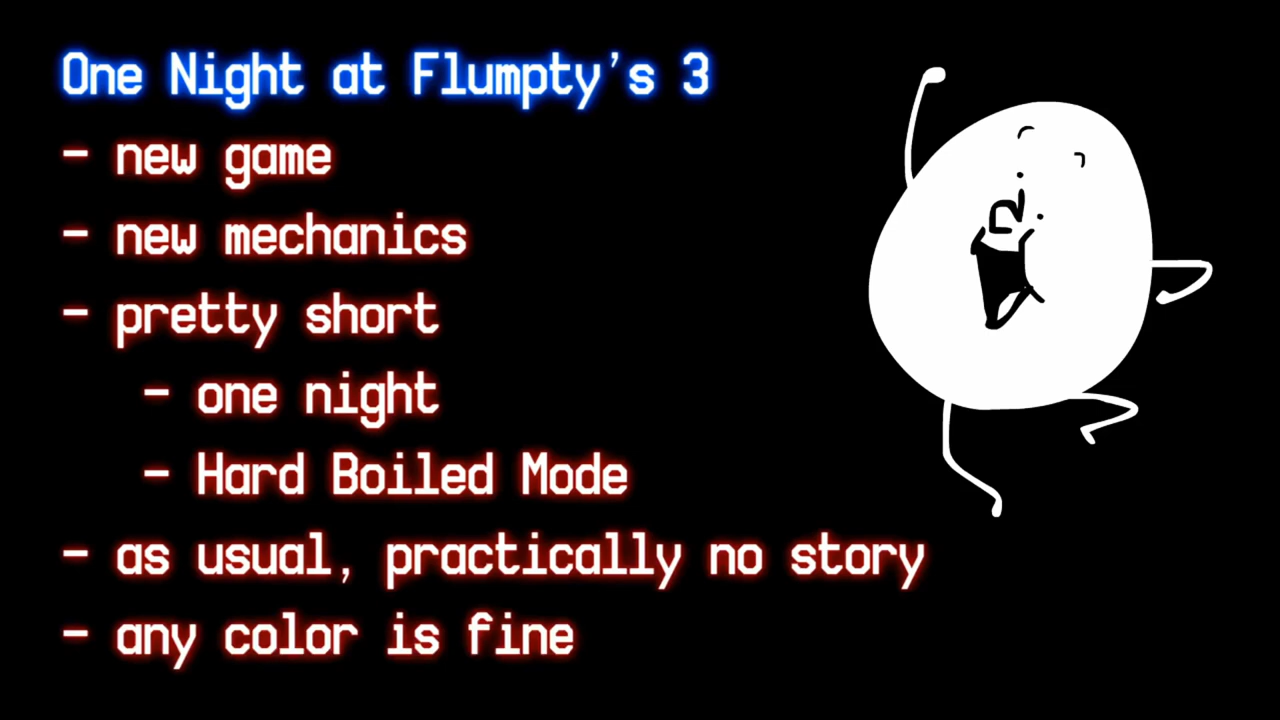 One Night at Flumpty's 3
- new game
- new mechanics
- pretty short
- one night
- Hard Boiled Mode
- as usual, practically no story
- any color is fine